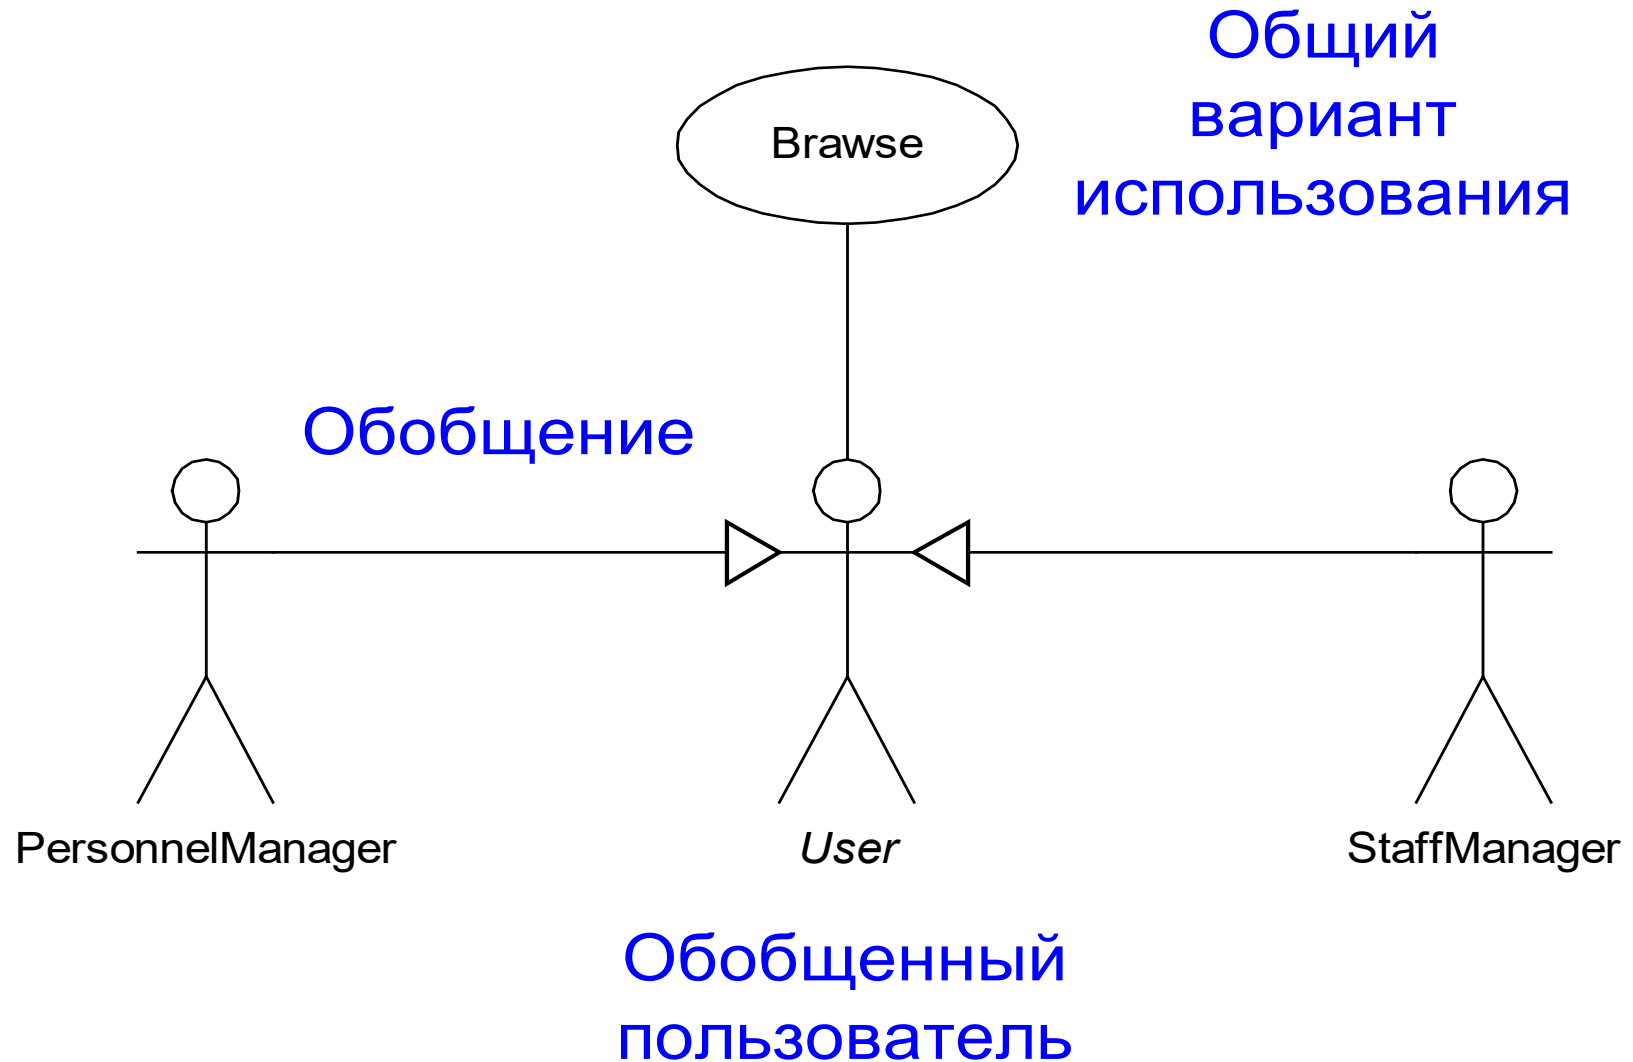 Общий
вариант
использования
Brawse
Обобщение
PersonnelManager
User
StaffManager
Обобщенный
пользователь